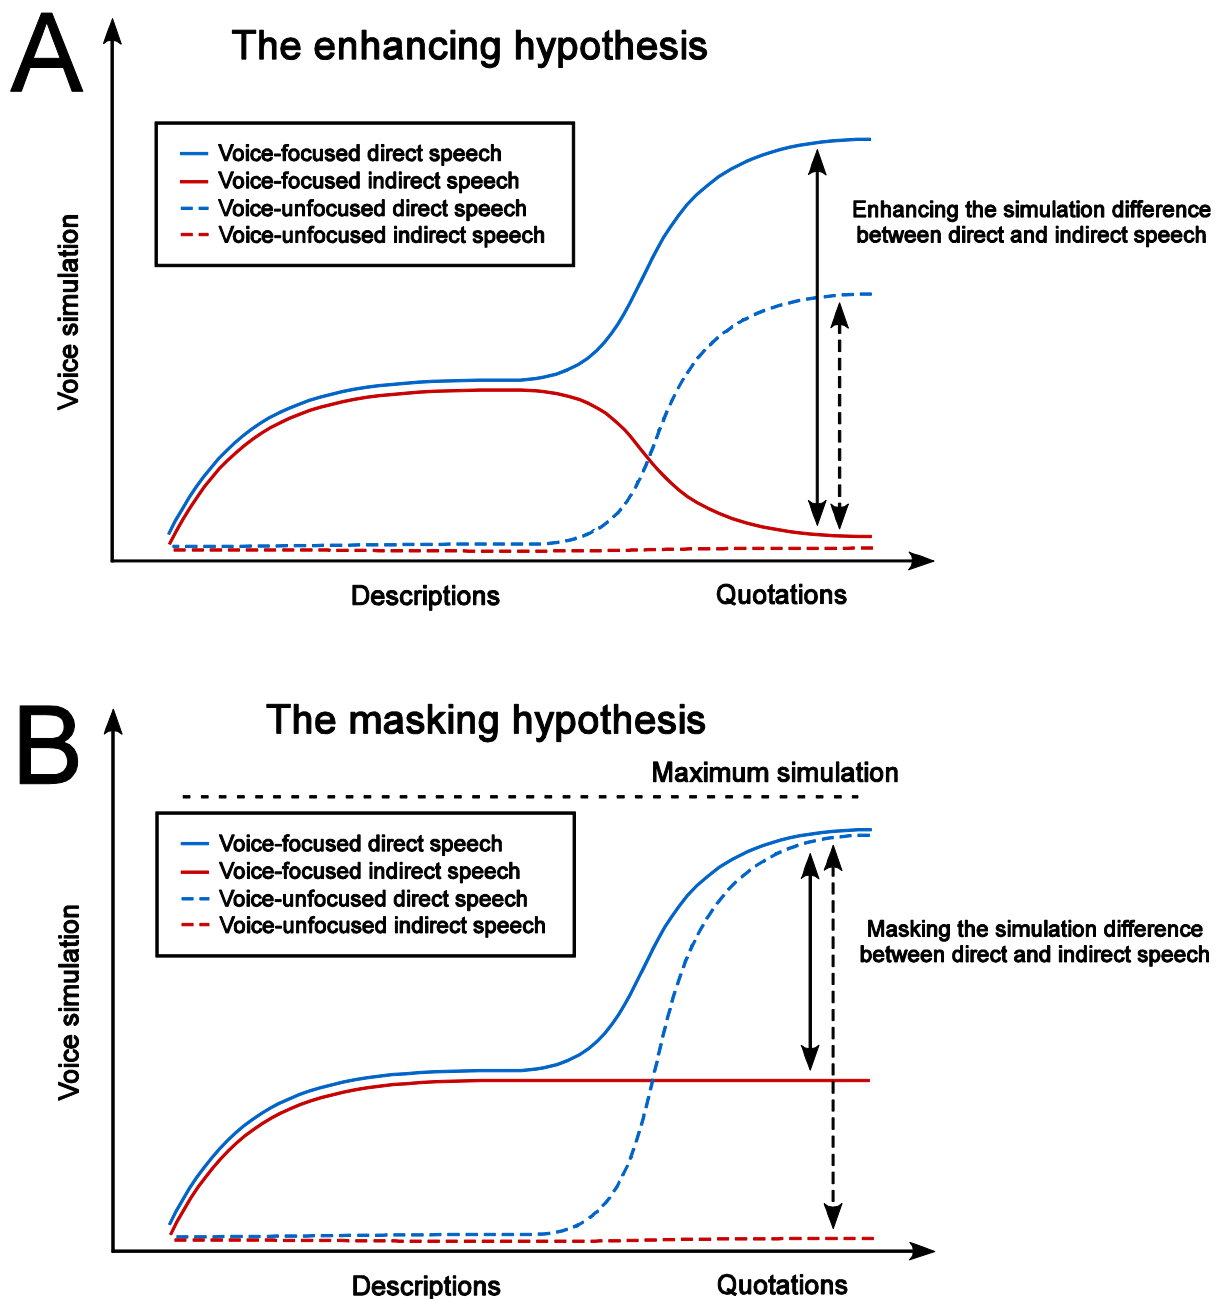 A
The enhancing hypothesis
Voice-focused direct speech
Voice-focused indirect speech
Voice-unfocused direct speech
Voice-unfocused indirect speech
Enhancing the simulation difference
between direct and indirect speech
Voice simulation
Descriptions
Quotations
B
The masking hypothesis
Maximum simulation
Voice-focused direct speech
Voice-focused indirect speech
Voice-unfocused direct speech
Voice-unfocused indirect speech
Masking the simulation difference
between direct and indirect speech
Voice simulation
Descriptions
Quotations